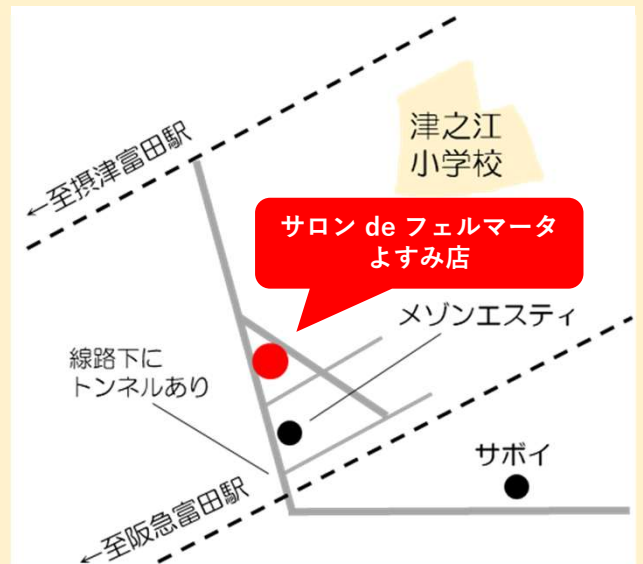 ←至摂津富田駅
津之江
小学校
サロン de フェルマータ
よすみ店
メゾンエスティ
線路下に
トンネルあり
サボイ
←至阪急富田駅